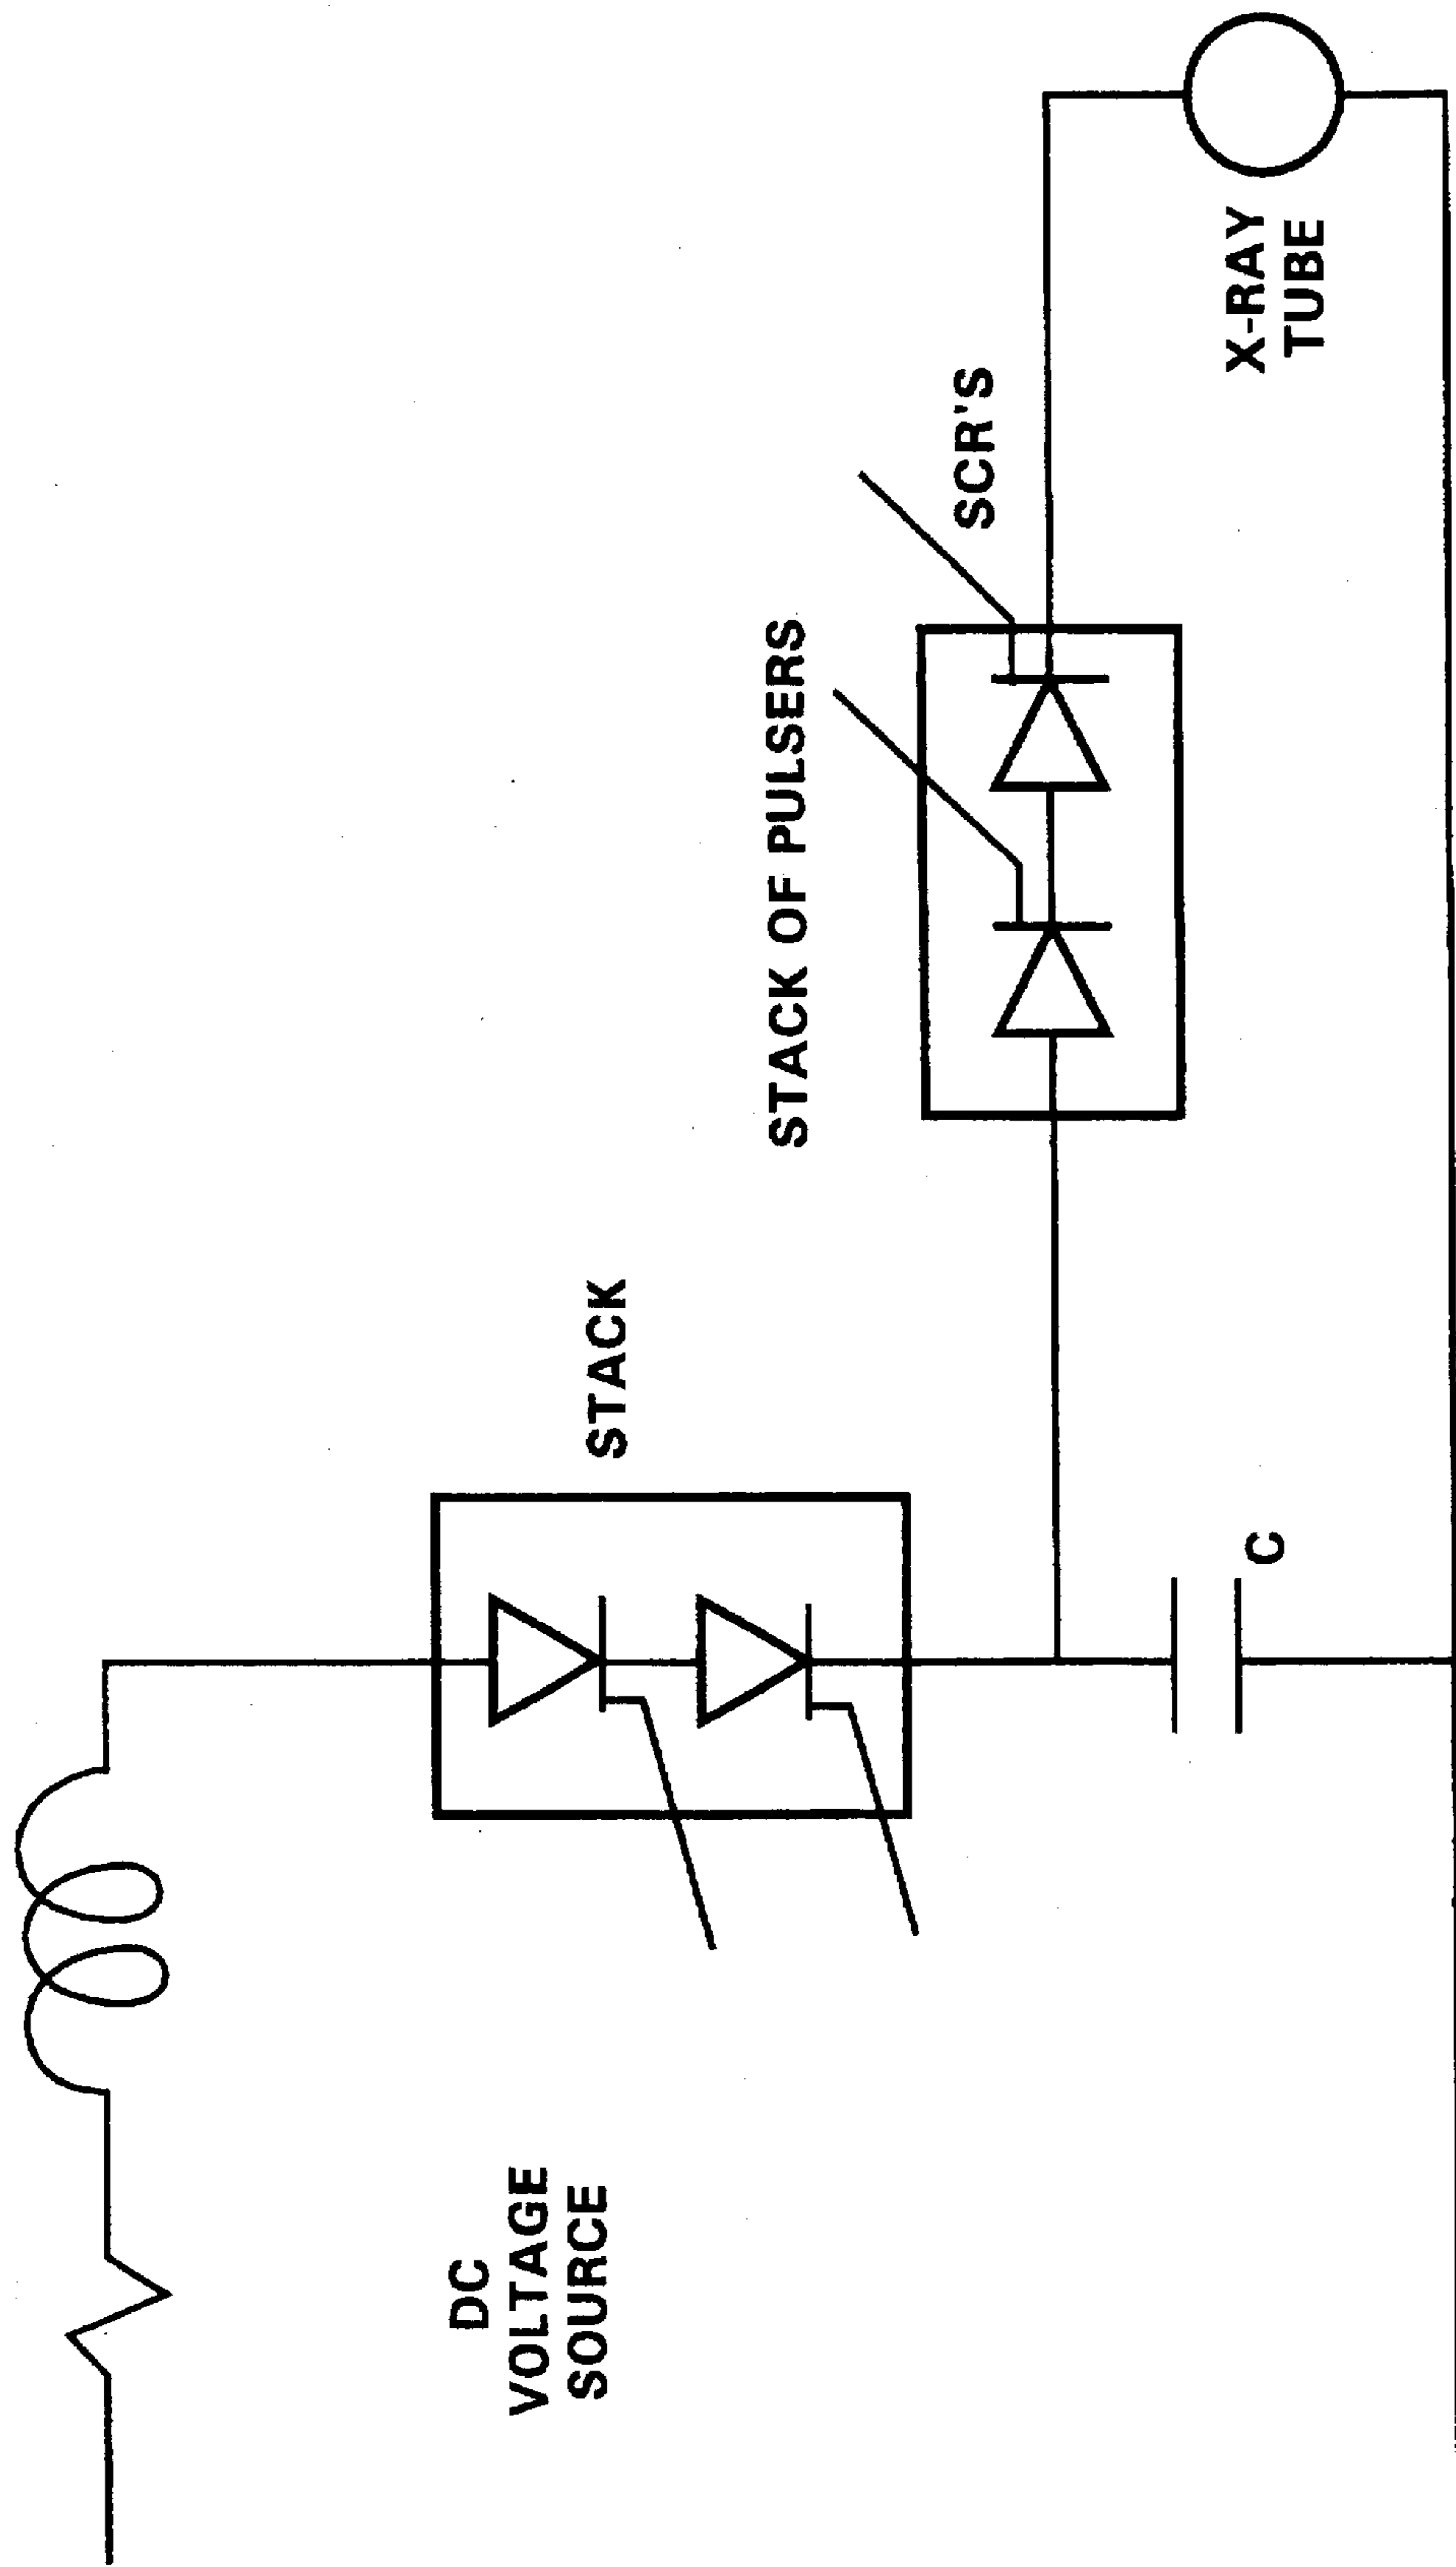 DC
VOLTAGE
SOURCE
STACK
C
STACK OF PULSERS
SCR'S
X-RAY
TUBE